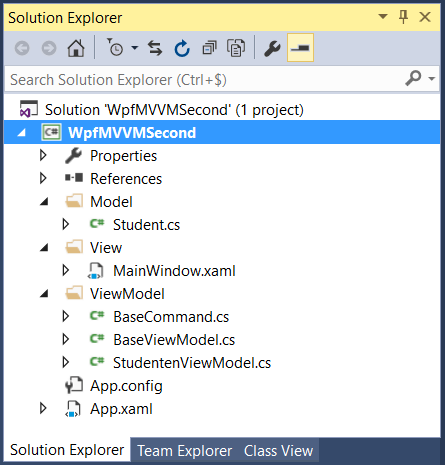 Solution Explorer
Search Solution Explorer (Ctrl+$)
Solution 'WpfMVVMSecond' (1 project)
C# WpfMVVMSecond
Properties
References
Model
C# Student.cs
View
MainWindow.xaml
ViewModel
C# BaseCommand.cs
C# BaseViewModel.cs
C# StudentenViewModel.cs
App.config
App.xaml
Solution Explorer Team Explorer Class View